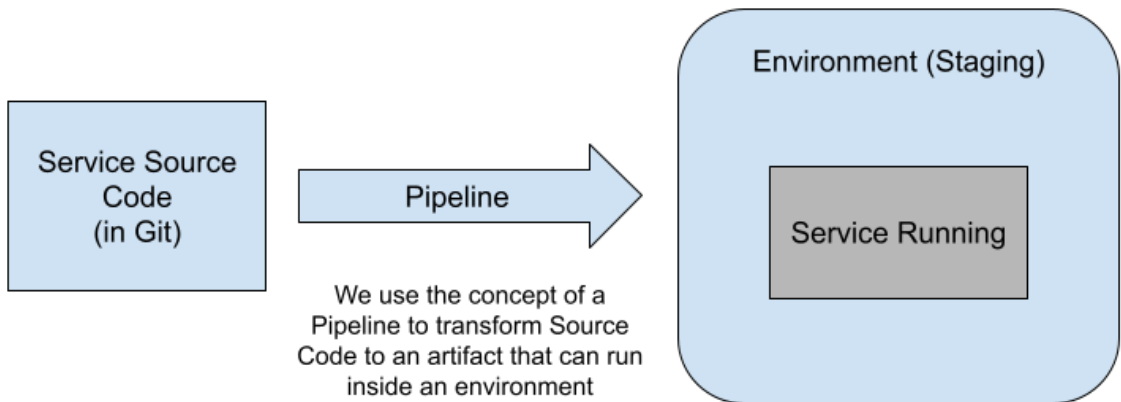 Service Source
Code
(in Git)
Pipeline
We use the concept of a
Pipeline to transform Source
Code to an artifact that can run
inside an environment
Environment (Staging)
Service Running